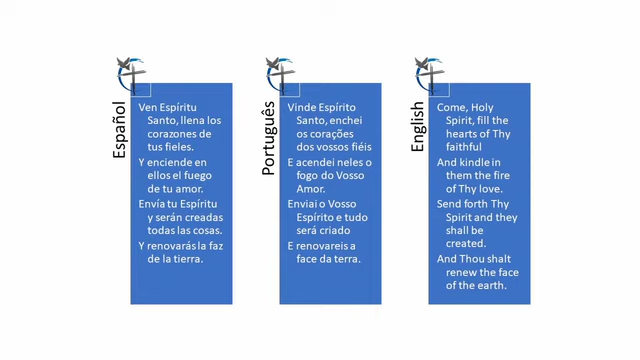 Español
Ven Espíritu
Santo, llena los
corazones de
tus fieles.
Y enciende en
ellos el fuego
de tu amor.
Envía tu Espíritu
y serán creadas
todas las cosas.
Y renovarás la faz
de la tierra.
Português
Vinde Espírito
Santo, enchei
os corações
dos vossos fiéis
E acendei neles o
fogo do Vosso
Amor.
Enviai o Vosso
Espírito e tudo
será criado
E renovareis a
face da terra.
English
Come, Holy
Spirit, fill the
hearts of Thy
faithful
And kindle in
them the fire
of Thy love.
Send forth Thy
Spirit and they
shall be
created.
And Thou shalt
renew the face
of the earth.